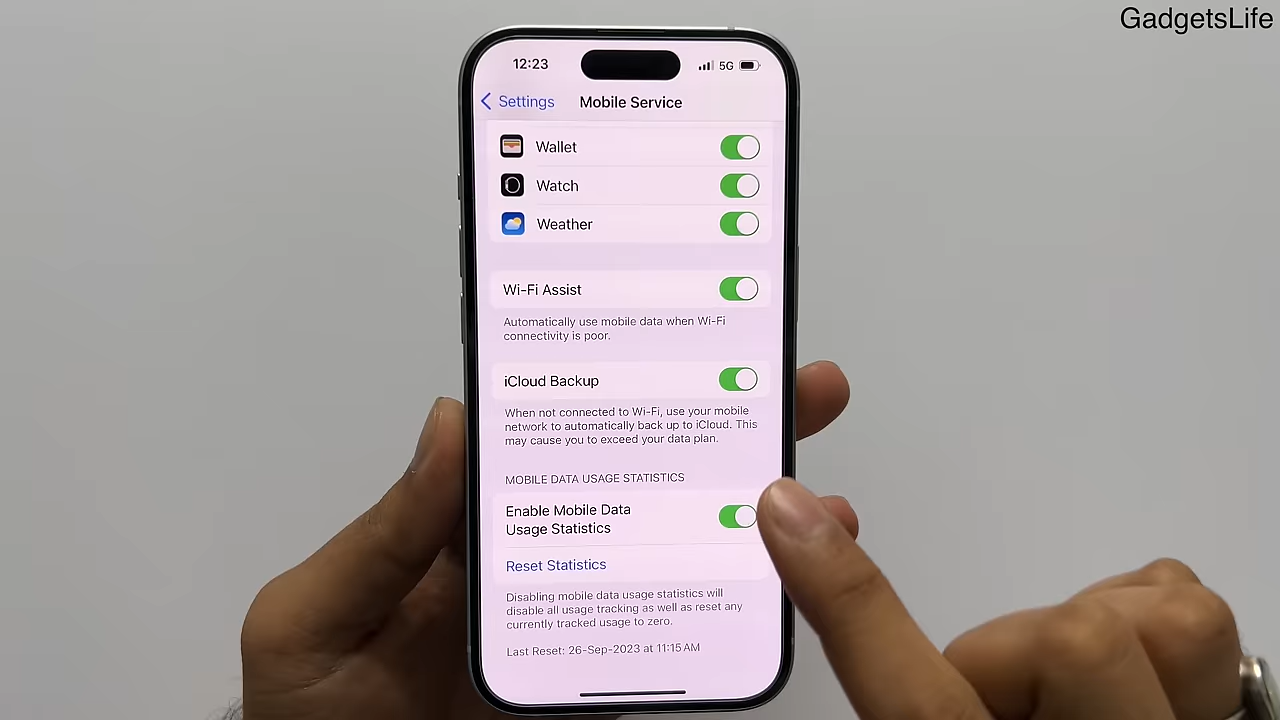 GadgetsLife
12:23
5G
Settings
Mobile Service
Wallet
Watch
Weather
Wi-Fi Assist
Automatically use mobile data when Wi-Fi
connectivity is poor.
iCloud Backup
When not connected to Wi-Fi, use your mobile
network to automatically back up to iCloud. This
may cause you to exceed your data plan.
MOBILE DATA USAGE STATISTICS
Enable Mobile Data
Usage Statistics
Reset Statistics
Disabling mobile data usage statistics will
disable all usage tracking as well as reset any
currently tracked usage to zero.
Last Reset: 26-Sep-2023 at 11:15 AM